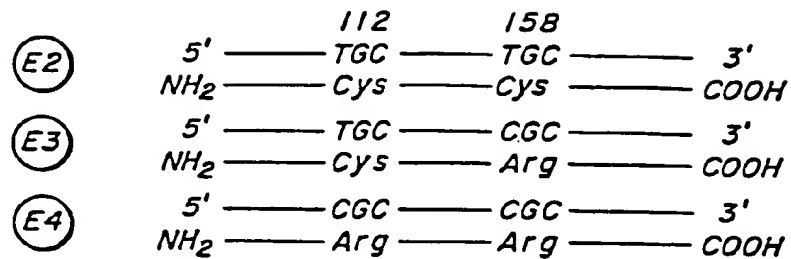 112 158
E2 5' TGC TGC 3'
NH2 Cys Cys COOH
E3 5' TGC CGC 3'
NH2 Cys Arg COOH
E4 5' CGC CGC 3'
NH2 Arg Arg COOH